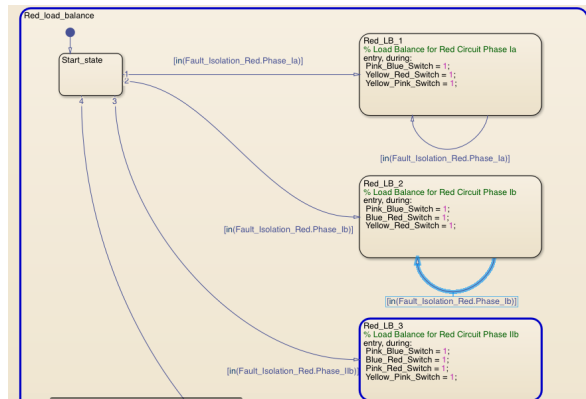 Red_load_balance
Start_state
1
2
4
3
[in(Fault_Isolation_Red.Phase_Ia)]
Red_LB_1
% Load Balance for Red Circuit Phase Ia
entry, during:
Pink_Blue_Switch = 1;
Yellow_Red_Switch = 1;
Yellow_Pink_Switch = 1;
[in(Fault_Isolation_Red.Phase_Ia)]
[in(Fault_Isolation_Red.Phase_Ib)]
Red_LB_2
% Load Balance for Red Circuit Phase Ib
entry, during:
Pink_Blue_Switch = 1;
Blue_Red_Switch = 1;
Yellow_Red_Switch = 1;
[in(Fault_Isolation_Red.Phase_Ib)]
[in(Fault_Isolation_Red.Phase_IIb)]
Red_LB_3
% Load Balance for Red Circuit Phase IIb
entry, during:
Pink_Blue_Switch = 1;
Blue_Red_Switch = 1;
Pink_Red_Switch = 1;
Yellow_Pink_Switch = 1;